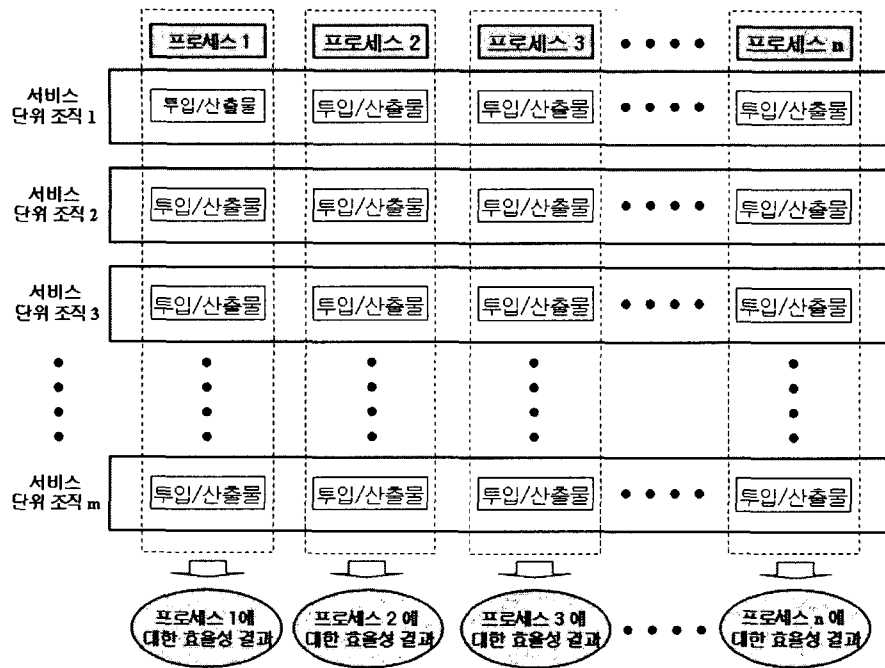 프로세스 1 프로세스 2 프로세스 3 • • • • 프로세스 n
서비스
단위 조직 1
투입/산출물 투입/산출물 투입/산출물 • • • • 투입/산출물
서비스
단위 조직 2
투입/산출물 투입/산출물 투입/산출물 • • • • 투입/산출물
서비스
단위 조직 3
투입/산출물 투입/산출물 투입/산출물 • • • • 투입/산출물
서비스
단위 조직 m
투입/산출물 투입/산출물 투입/산출물 • • • • 투입/산출물
프로세스 1에
대한 효율성 결과
프로세스 2 에
대한 효율성 결과
프로세스 3 에
대한 효율성 결과
• • • •
프로세스 n 에
대한 효율성 결과